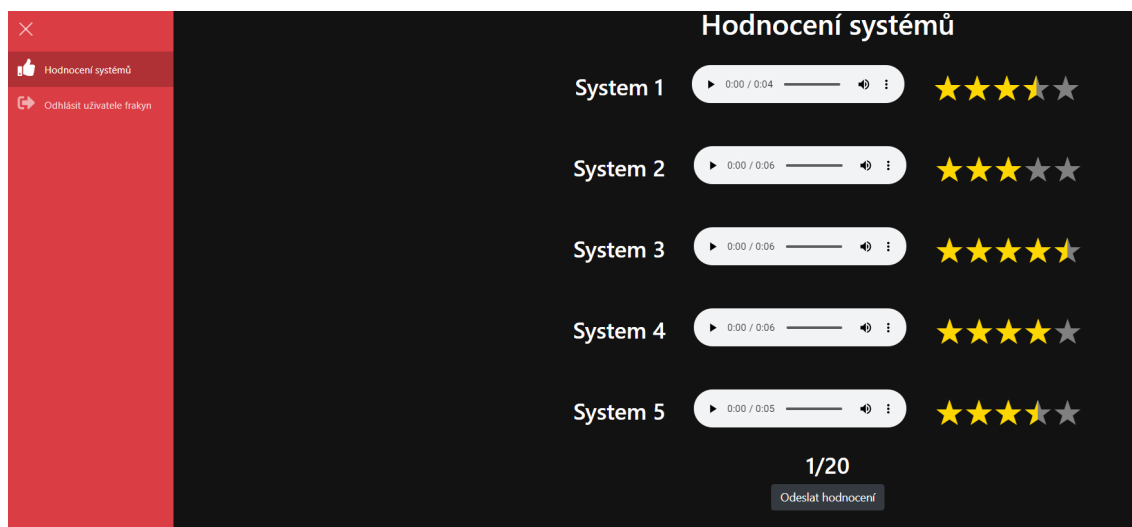 Hodnocení systémů
Odhlásit uživatele frakyn
Hodnocení systémů
System 1
0:00 / 0:04
System 2
0:00 / 0:06
System 3
0:00 / 0:06
System 4
0:00 / 0:06
System 5
0:00 / 0:05
1/20
Odeslat hodnocení